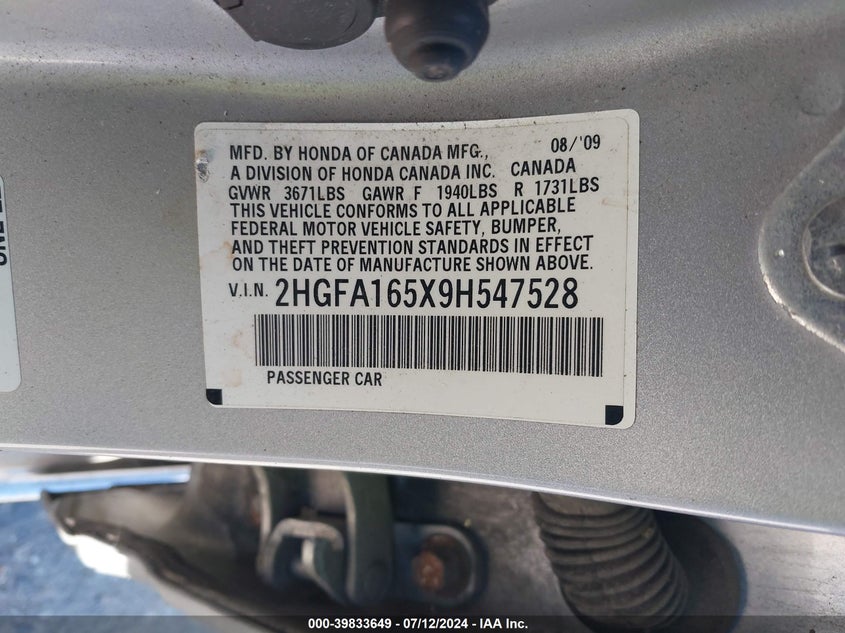 MFD. BY HONDA OF CANADA MFG., 08/'09
A DIVISION OF HONDA CANADA INC. CANADA
GVWR 3671LBS GAWR F 1940LBS R 1731LBS
THIS VEHICLE CONFORMS TO ALL APPLICABLE
FEDERAL MOTOR VEHICLE SAFETY, BUMPER,
AND THEFT PREVENTION STANDARDS IN EFFECT
ON THE DATE OF MANUFACTURE SHOWN ABOVE.
V.I.N. 2HGFA165X9H547528
PASSENGER CAR
000-39833649 - 07/12/2024 - IAA Inc.